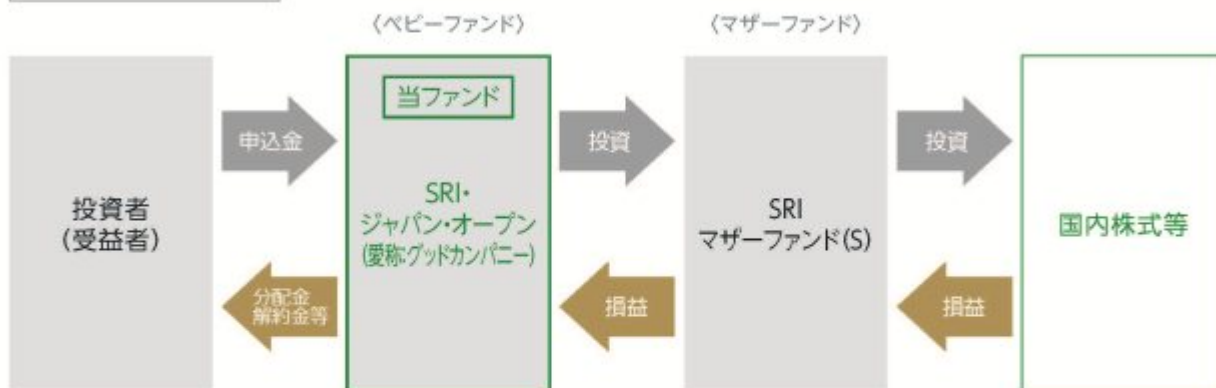 〈ベビーファンド〉
〈マザーファンド〉
投資者
(受益者)
申込金
分配金
解約金等
当ファンド
SRI・
ジャパン・オープン
(愛称:グッドカンパニー)
投資
損益
SRI
マザーファンド(S)
投資
損益
国内株式等